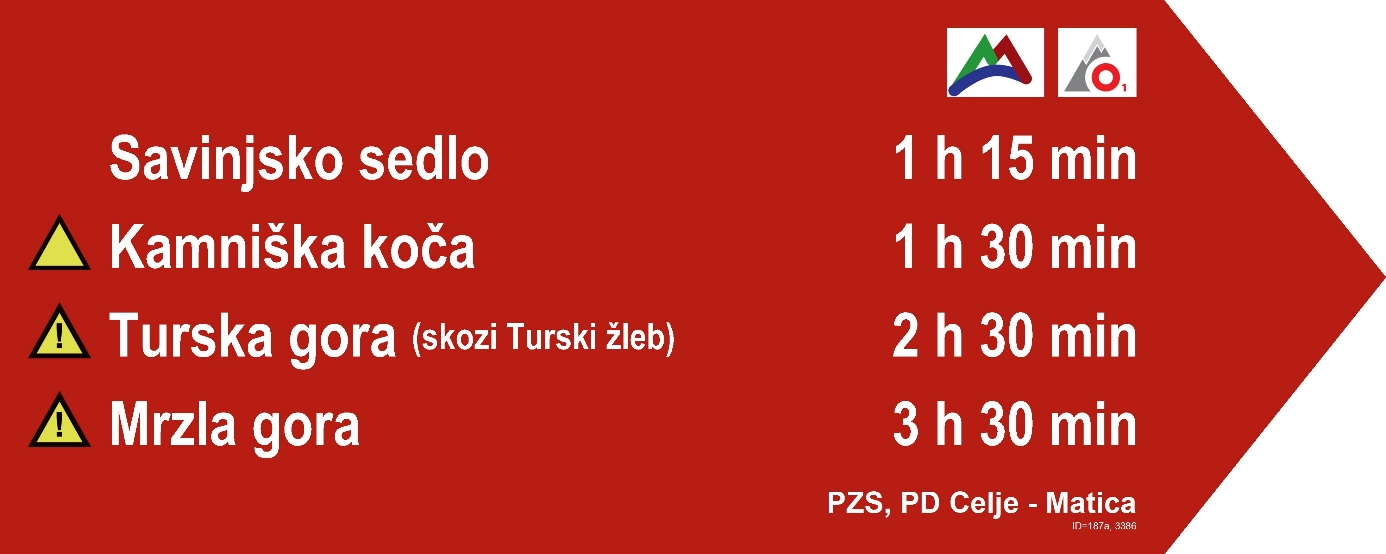 Savinjsko sedlo 1 h 15 min
Kamniška koča 1 h 30 min
! Turska gora (skozi Turski žleb) 2 h 30 min
! Mrzla gora 3 h 30 min
PZS, PD Celje - Matica
ID=187a, 3386
O 1